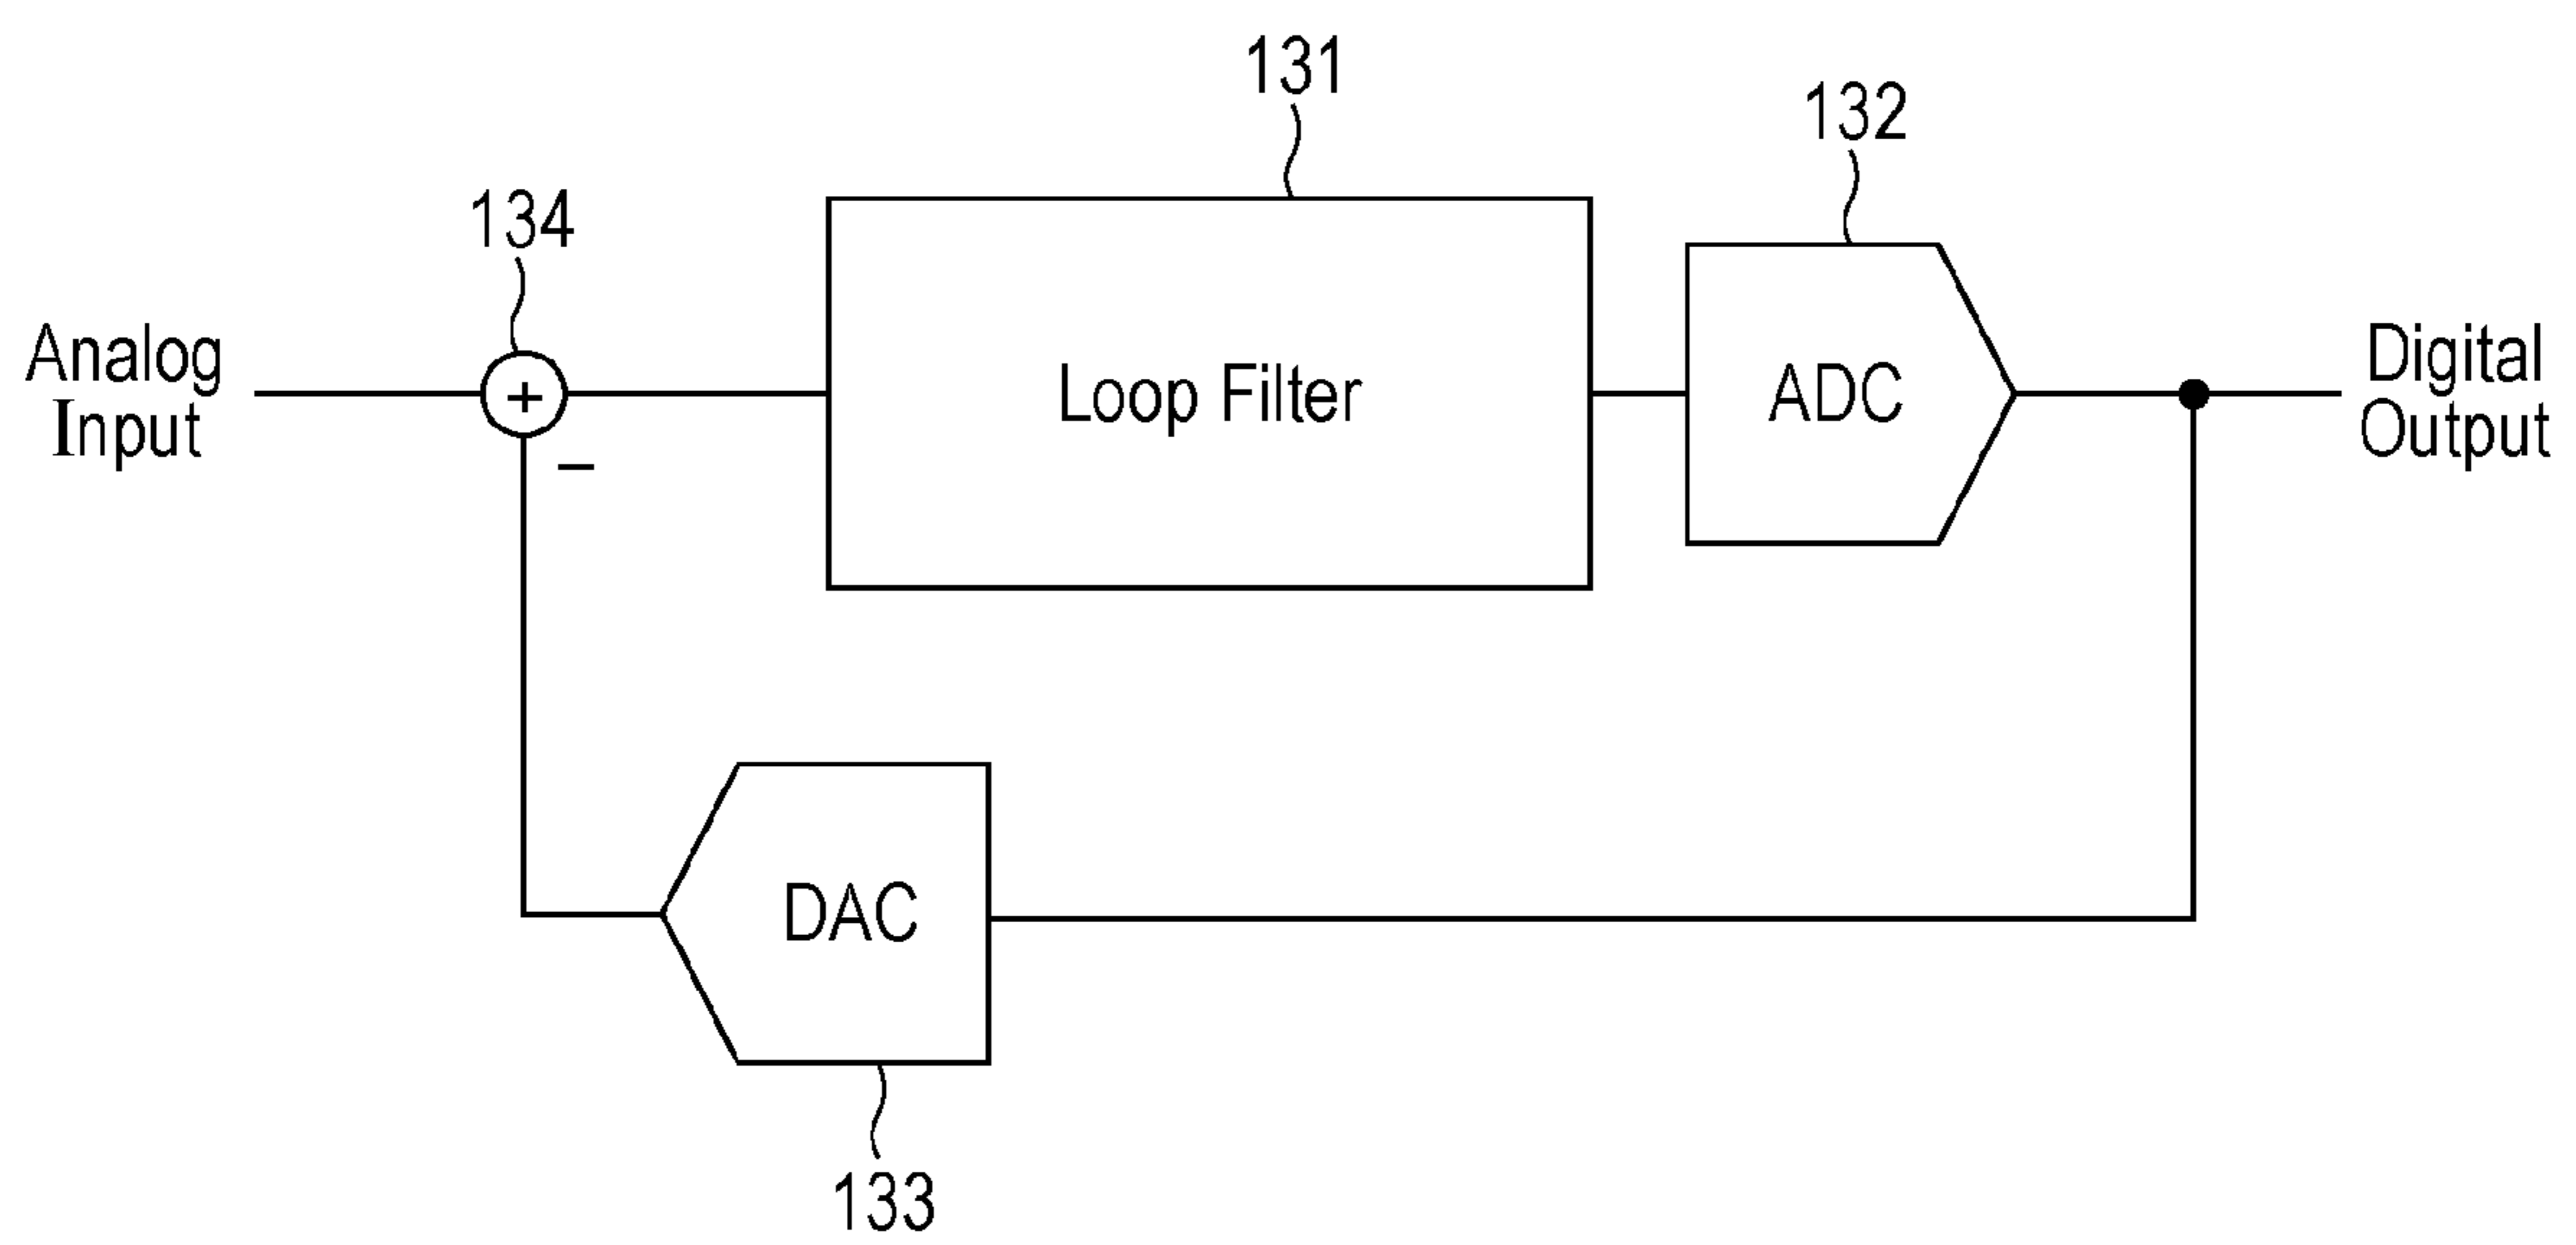 131
132
134
Analog
Input
+
Loop Filter
ADC
Digital
Output
–
DAC
133